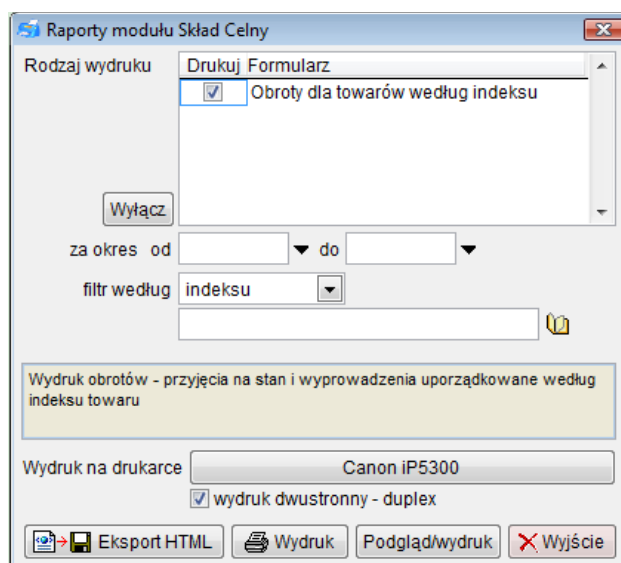 Raporty modułu Skład Celny
Rodzaj wydruku
Drukuj Formularz
Obroty dla towarów według indeksu
Wyłącz
za okres od do
filtr według indeksu
Wydruk obrotów - przyjęcia na stan i wyprowadzenia uporządkowane według
indeksu towaru
Wydruk na drukarce Canon iP5300
wydruk dwustronny - duplex
Eksport HTML Wydruk Podgląd/wydruk Wyjście